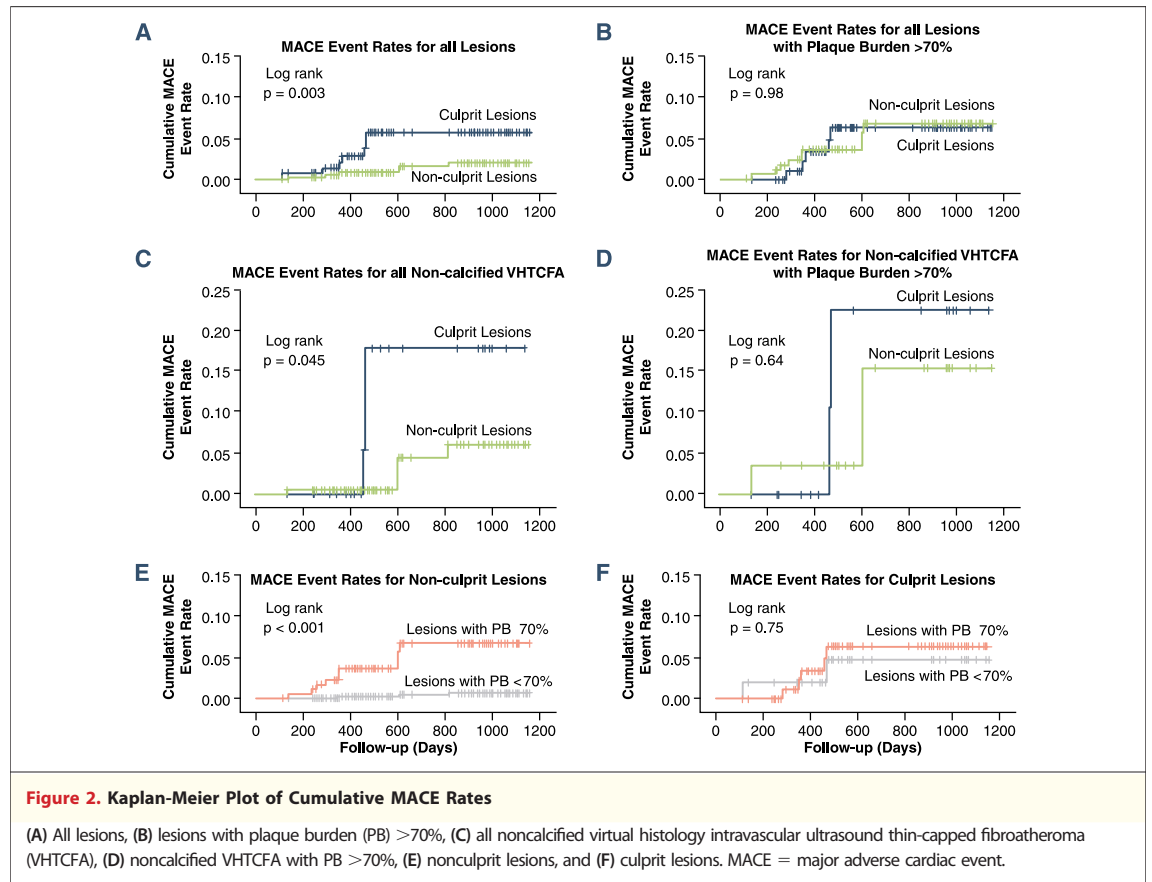 A
MACE Event Rates for all Lesions
Cumulative MACE
Event Rate
0.15
0.10
0.05
0.00
Log rank
p = 0.003
Culprit Lesions
Non-culprit Lesions
0 200 400 600 800 1000 1200
B
MACE Event Rates for all Lesions
with Plaque Burden >70%
Cumulative MACE
Event Rate
0.15
0.10
0.05
0.00
Log rank
p = 0.98
Non-culprit Lesions
Culprit Lesions
0 200 400 600 800 1000 1200
C
MACE Event Rates for all Non-calcified VHTCFA
Cumulative MACE
Event Rate
0.25
0.20
0.15
0.10
0.05
0.00
Log rank
p = 0.045
Culprit Lesions
Non-culprit Lesions
0 200 400 600 800 1000 1200
D
MACE Event Rates for Non-calcified VHTCFA
with Plaque Burden >70%
Cumulative MACE
Event Rate
0.25
0.20
0.15
0.10
0.05
0.00
Log rank
p = 0.64
Culprit Lesions
Non-culprit Lesions
0 200 400 600 800 1000 1200
E
MACE Event Rates for Non-culprit Lesions
Cumulative MACE
Event Rate
0.15
0.10
0.05
0.00
Log rank
p < 0.001
Lesions with PB 70%
Lesions with PB <70%
0 200 400 600 800 1000 1200
Follow-up (Days)
F
MACE Event Rates for Culprit Lesions
Cumulative MACE
Event Rate
0.15
0.10
0.05
0.00
Log rank
p = 0.75
Lesions with PB 70%
Lesions with PB <70%
0 200 400 600 800 1000 1200
Follow-up (Days)
Figure 2. Kaplan-Meier Plot of Cumulative MACE Rates
(A) All lesions, (B) lesions with plaque burden (PB) >70%, (C) all noncalcified virtual histology intravascular ultrasound thin-capped fibroatheroma
(VHTCFA), (D) noncalcified VHTCFA with PB >70%, (E) nonculprit lesions, and (F) culprit lesions. MACE = major adverse cardiac event.